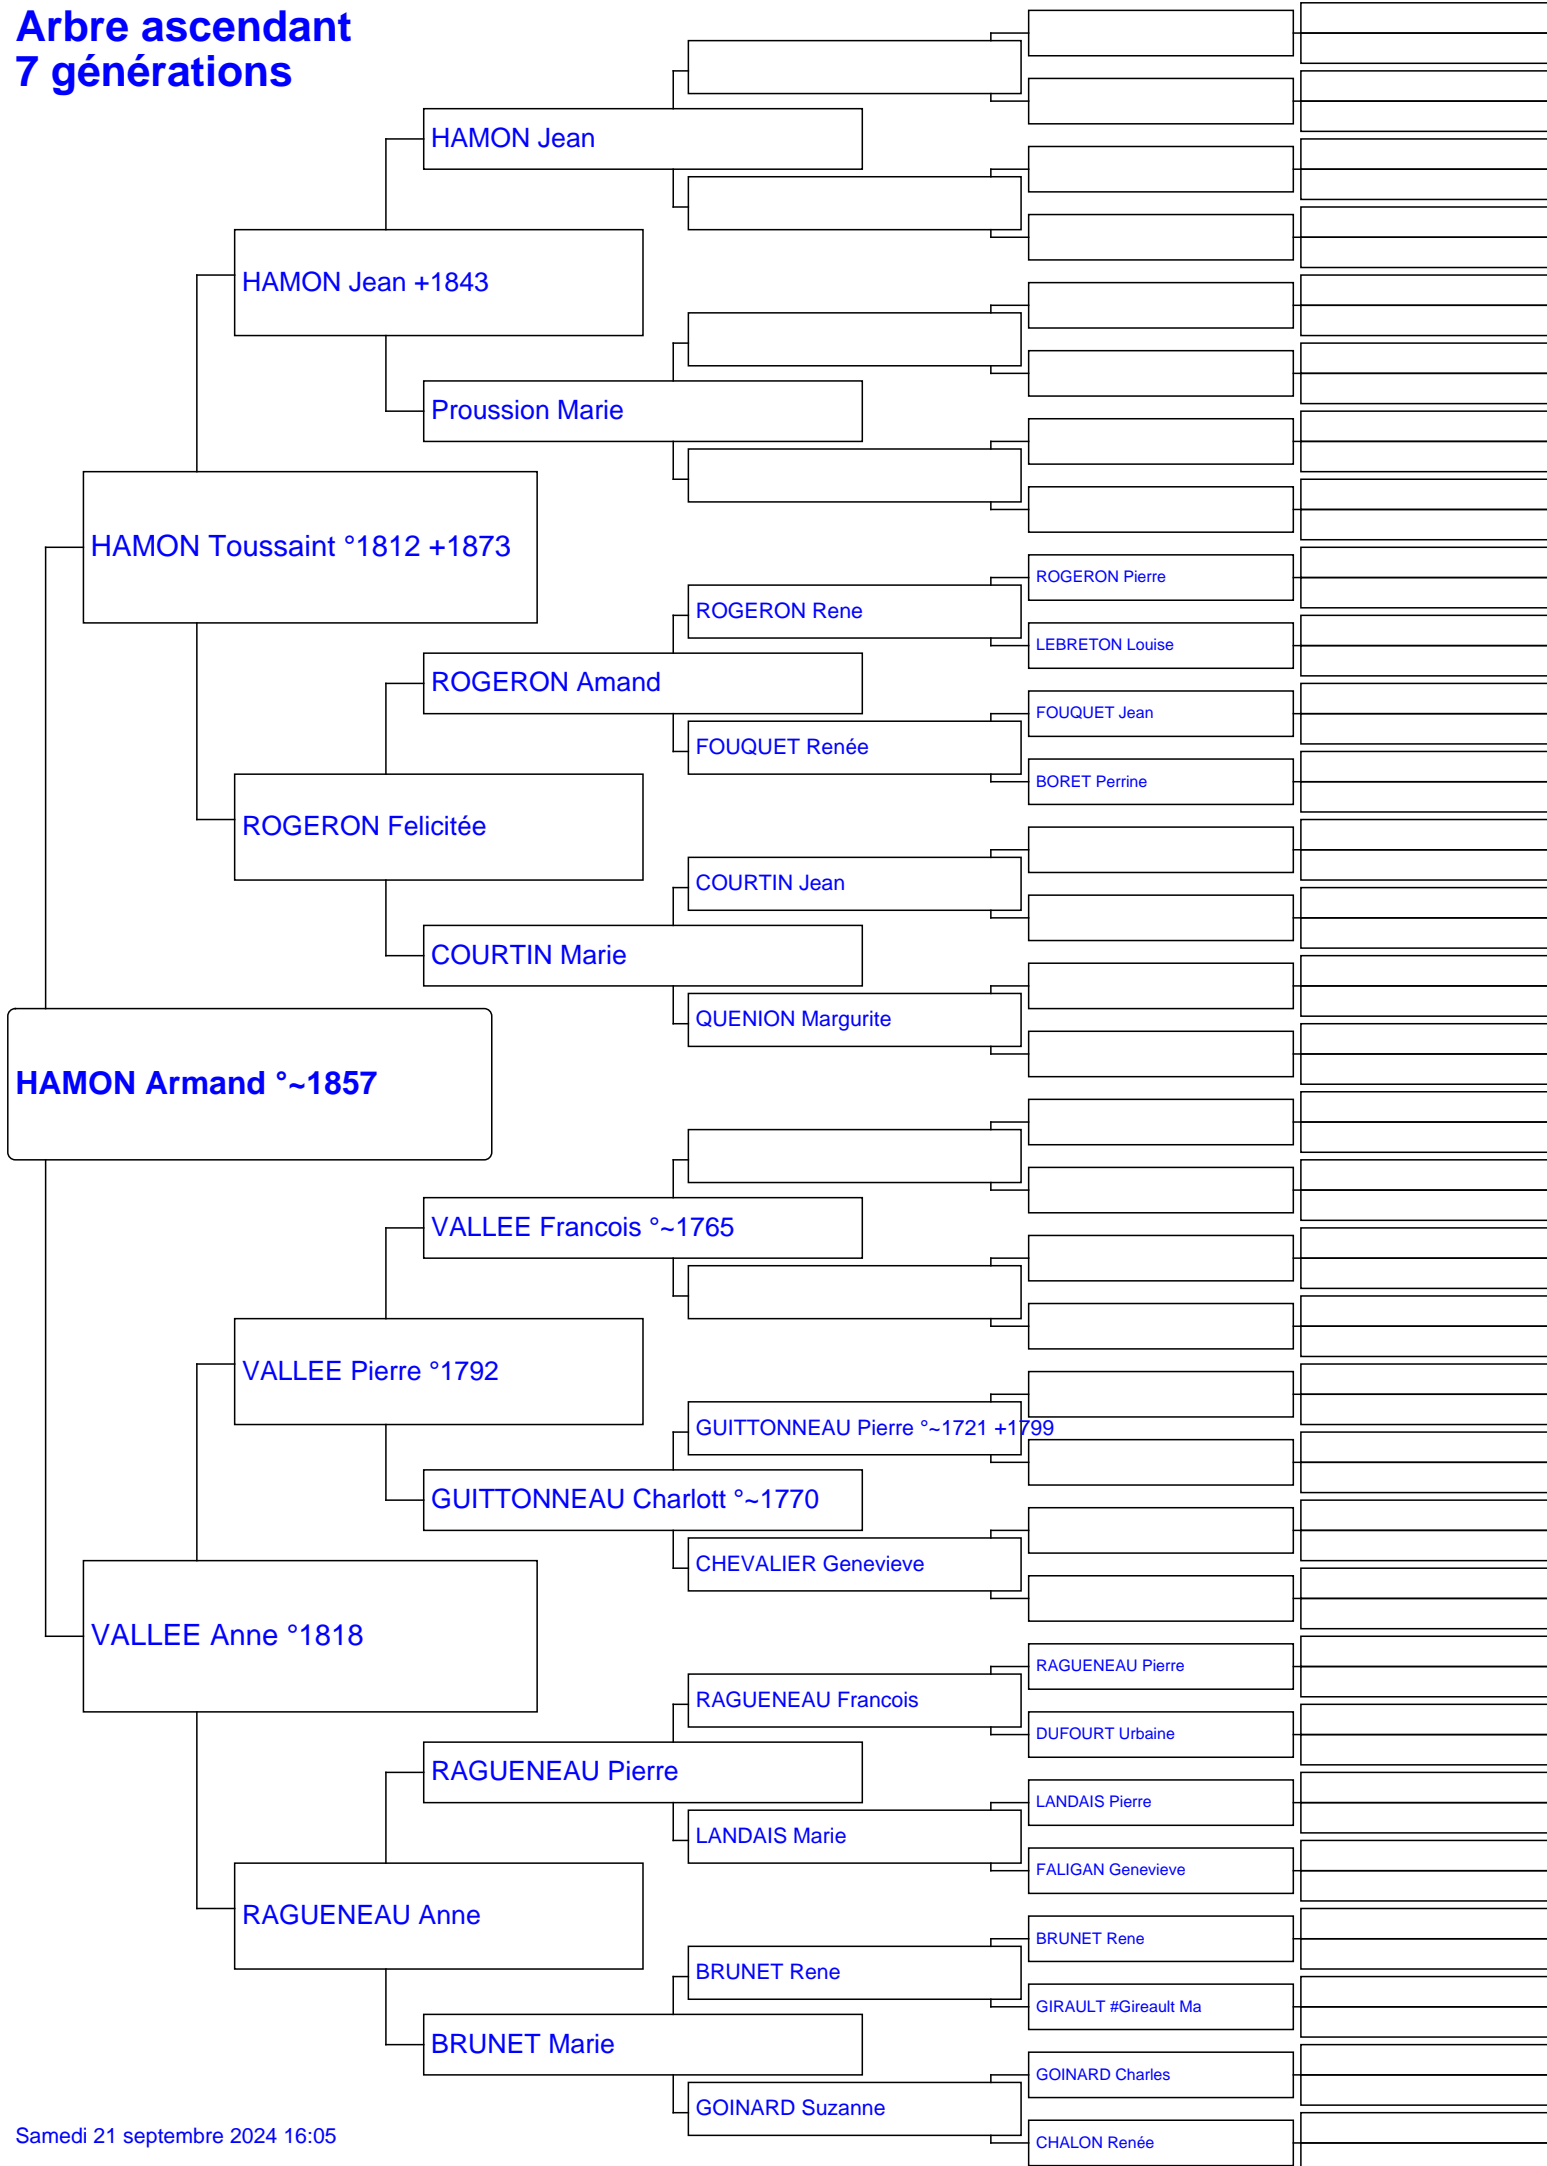 Arbre ascendant
7 générations
HAMON Jean
HAMON Jean +1843
Proussion Marie
HAMON Toussaint °1812 +1873
ROGERON Pierre
ROGERON Rene
LEBRETON Louise
ROGERON Amand
FOUQUET Jean
FOUQUET Renée
BORET Perrine
ROGERON Felicitée
COURTIN Jean
COURTIN Marie
QUENION Margurite
HAMON Armand °~1857
VALLEE Francois °~1765
VALLEE Pierre °1792
GUITTONNEAU Pierre °~1721 +1799
GUITTONNEAU Charlott °~1770
CHEVALIER Genevieve
VALLEE Anne °1818
RAGUENEAU Pierre
RAGUENEAU Francois
DUFOURT Urbaine
RAGUENEAU Pierre
LANDAIS Pierre
LANDAIS Marie
FALIGAN Genevieve
RAGUENEAU Anne
BRUNET Rene
BRUNET Rene
GIRAULT #Gireault Ma
BRUNET Marie
GOINARD Charles
GOINARD Suzanne
CHALON Renée
Samedi 21 septembre 2024 16:05